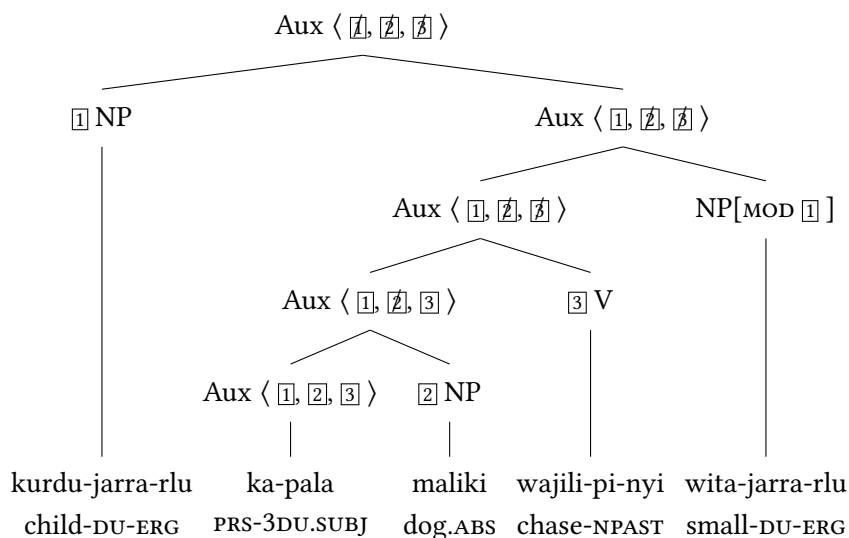 Aux ⟨ 1̸, 2̸, 3̸ ⟩
1 NP Aux ⟨ 1, 2̸, 3̸ ⟩
Aux ⟨ 1, 2̸, 3̸ ⟩ NP[MOD 1 ]
Aux ⟨ 1, 2̸, 3 ⟩ 3 V
Aux ⟨ 1, 2, 3 ⟩ 2 NP
kurdu-jarra-rlu ka-pala maliki wajili-pi-nyi wita-jarra-rlu
child-DU-ERG PRS-3DU.SUBJ dog.ABS chase-NPAST small-DU-ERG